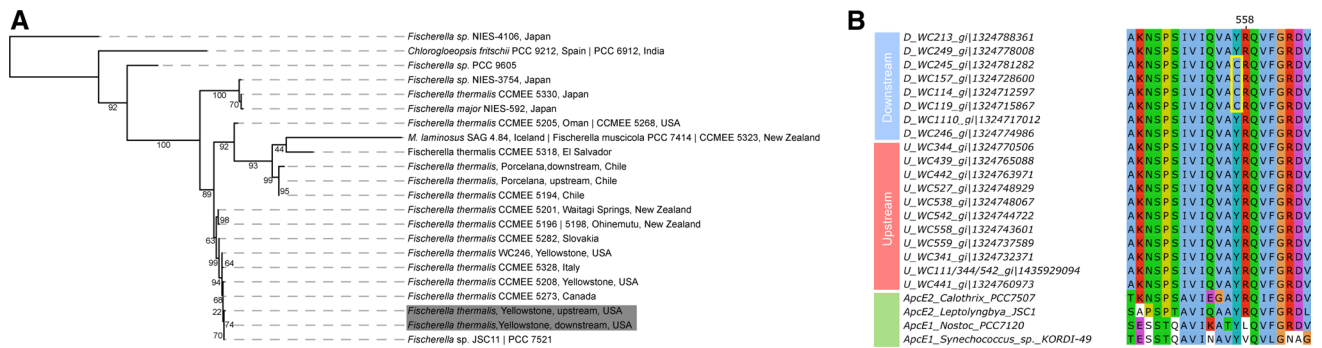 A
Fischerella sp. NIES-4106, Japan
Chlorogloeopsis fritschii PCC 9212, Spain | PCC 6912, India
Fischerella sp. PCC 9605
Fischerella sp. NIES-3754, Japan
Fischerella thermalis CCMEE 5330, Japan
Fischerella major NIES-592, Japan
Fischerella thermalis CCMEE 5205, Oman | CCMEE 5268, USA
M. laminosus SAG 4.84, Iceland | Fischerella muscicola PCC 7414 | CCMEE 5323, New Zealand
Fischerella thermalis CCMEE 5318, El Salvador
Fischerella thermalis, Porcelana,downstream, Chile
Fischerella thermalis, Porcelana, upstream, Chile
Fischerella thermalis CCMEE 5194, Chile
Fischerella thermalis CCMEE 5201, Waitagi Springs, New Zealand
Fischerella thermalis CCMEE 5196 | 5198, Ohinemutu, New Zealand
Fischerella thermalis CCMEE 5282, Slovakia
Fischerella thermalis WC246, Yellowstone, USA
Fischerella thermalis CCMEE 5328, Italy
Fischerella thermalis CCMEE 5208, Yellowstone, USA
Fischerella thermalis CCMEE 5273, Canada
Fischerella thermalis, Yellowstone, upstream, USA
Fischerella thermalis,Yellowstone, downstream, USA
Fischerella sp. JSC11 | PCC 7521
92
100
100
70
92
93
44
99
95
89
98
63
99
64
94
68
22
74
70
B
558
Downstream
D_WC213_gi|1324788361 AKNSPSIVIQVAYRQVFGRDV
D_WC249_gi|1324778008 AKNSPSIVIQVAYRQVFGRDV
D_WC245_gi|1324781282 AKNSPSIVIQVACRQVFGRDV
D_WC157_gi|1324728600 AKNSPSIVIQVACRQVFGRDV
D_WC114_gi|1324712597 AKNSPSIVIQVACRQVFGRDV
D_WC119_gi|1324715867 AKNSPSIVIQVACRQVFGRDV
D_WC1110_gi|1324717012 AKNSPSIVIQVAYRQVFGRDV
D_WC246_gi|1324774986 AKNSPSIVIQVAYRQVFGRDV
Upstream
U_WC344_gi|1324770506 AKNSPSIVIQVAYRQVFGRDV
U_WC439_gi|1324765088 AKNSPSIVIQVAYRQVFGRDV
U_WC442_gi|1324763971 AKNSPSIVIQVAYRQVFGRDV
U_WC527_gi|1324748929 AKNSPSIVIQVAYRQVFGRDV
U_WC538_gi|1324748067 AKNSPSIVIQVAYRQVFGRDV
U_WC542_gi|1324744722 AKNSPSIVIQVAYRQVFGRDV
U_WC558_gi|1324743601 AKNSPSIVIQVAYRQVFGRDV
U_WC559_gi|1324737589 AKNSPSIVIQVAYRQVFGRDV
U_WC341_gi|1324732371 AKNSPSIVIQVAYRQVFGRDV
U_WC111/344/542_gi|1435929094 AKNSPSIVIQVAYRQVFGRDV
U_WC441_gi|1324760973 AKNSPSIVIQVAYRQVFGRDV
ApcE2_Calothrix_PCC7507 TKNSPSAVIEGAYRQIFGRDV
ApcE2_Leptolyngbya_JSC1 SAPSPTAVIQVAYRQVFGRDL
ApcE1_Nostoc_PCC7120 SESSTQAVIKATYLQVFGRDV
ApcE1_Synechococcus_sp._KORDI-49 TESSTQAVINAVYVQVLGNAG